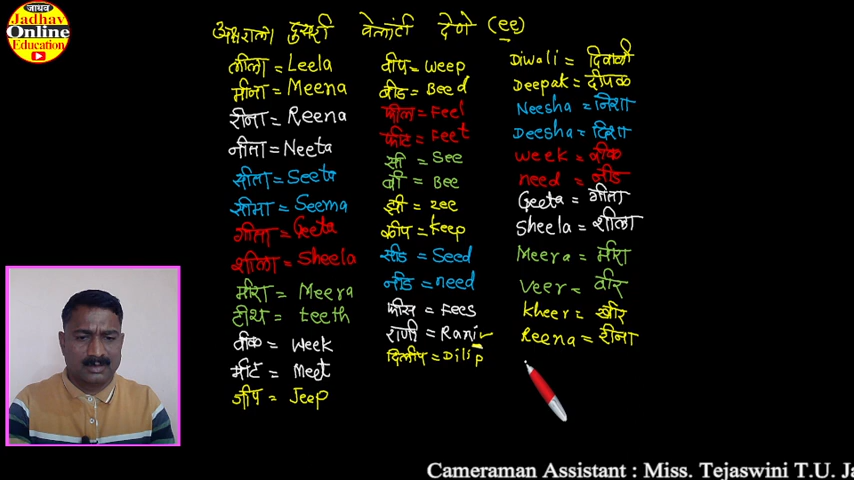 जाधव
Jadhav
Online
Education
अक्षराला दुसरी वेलांटी देणे (ee)
लीला = Leela
मीना = Meena
रीना = Reena
नीता = Neeta
सीता = Seeta
सीमा = Seema
गीता = Geeta
शीला = Sheela
मीरा = Meera
टीथ = teeth
वीक = Week
मीट = Meet
जीप = Jeep
वीप = Weep
बीड = Beed
फील = Feel
फीट = Feet
सी = See
बी = Bee
झी = Zee
कीप = Keep
सीड = Seed
नीड = need
फीस = Fees
राणी = Rani
दिलीप = Dilip
Diwali = दिवाळी
Deepak = दीपक
Neesha = निशा
Deesha = दिशा
Week = वीक
need = नीड
Geeta = गीता
Sheela = शीला
Meera = मीरा
Veer = वीर
Kheer = खीर
Reena = रीना
Cameraman Assistant : Miss. Tejaswini T.U. Ja